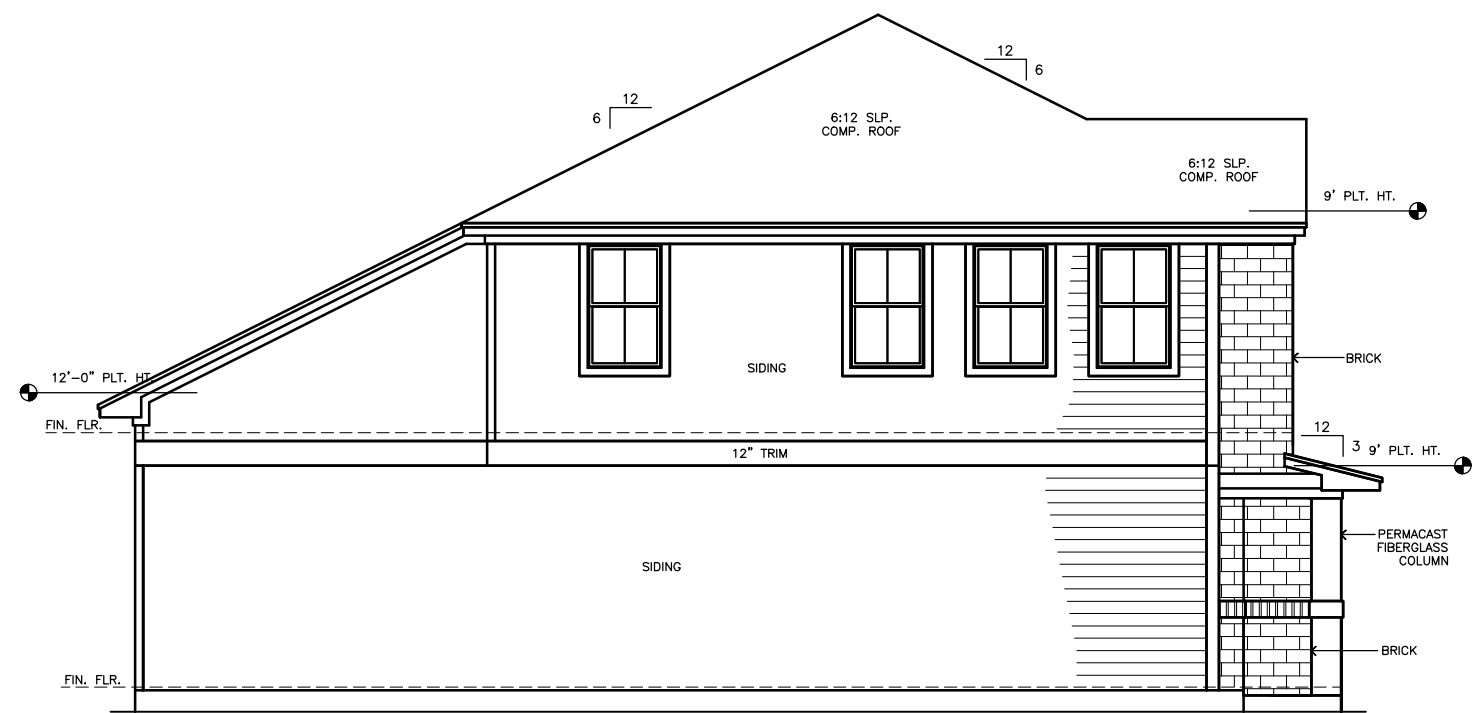 12
6
12
6
6:12 SLP.
COMP. ROOF
6:12 SLP.
COMP. ROOF
9' PLT. HT.
BRICK
SIDING
12'-0" PLT. HT.
FIN. FLR.
12
3
9' PLT. HT.
12" TRIM
PERMACAST
FIBERGLASS
COLUMN
SIDING
BRICK
FIN. FLR.